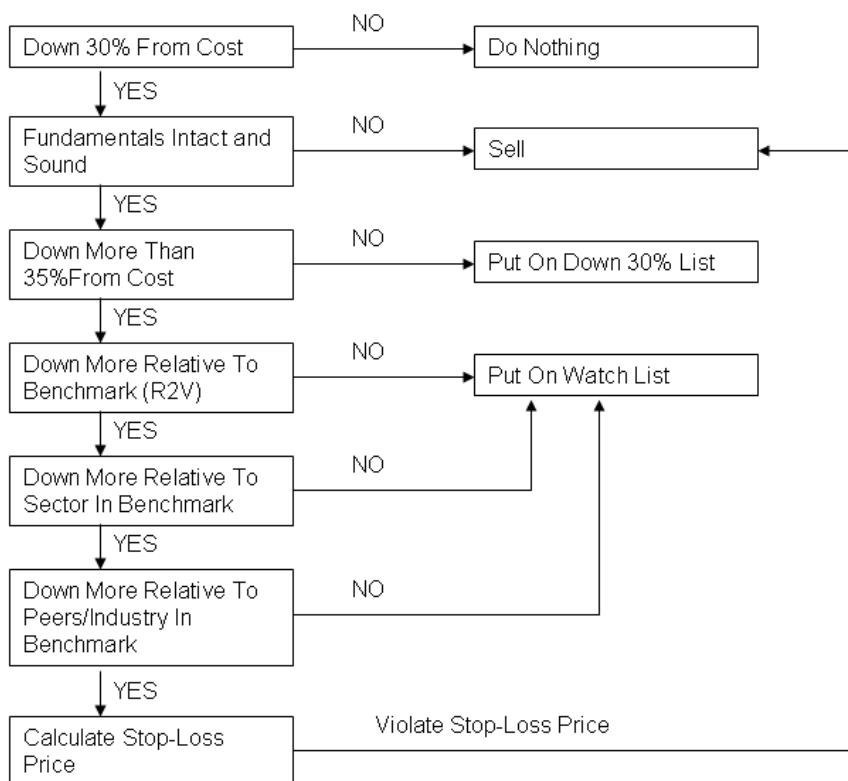 Down 30% From Cost
NO
Do Nothing
YES
Fundamentals Intact and
Sound
NO
Sell
YES
Down More Than
35%From Cost
NO
Put On Down 30% List
YES
Down More Relative To
Benchmark (R2V)
NO
Put On Watch List
YES
Down More Relative To
Sector In Benchmark
NO
YES
Down More Relative To
Peers/Industry In
Benchmark
NO
YES
Calculate Stop-Loss
Price
Violate Stop-Loss Price